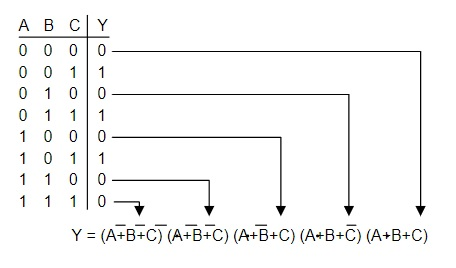 A B C Y
0 0 0 0
0 0 1 1
0 1 0 0
0 1 1 1
1 0 0 0
1 0 1 1
1 1 0 0
1 1 1 0
Y = (A̅+B̅+C̅) (A̅+B̅+C) (A+B̅+C) (A+B+C̅) (A+B+C)